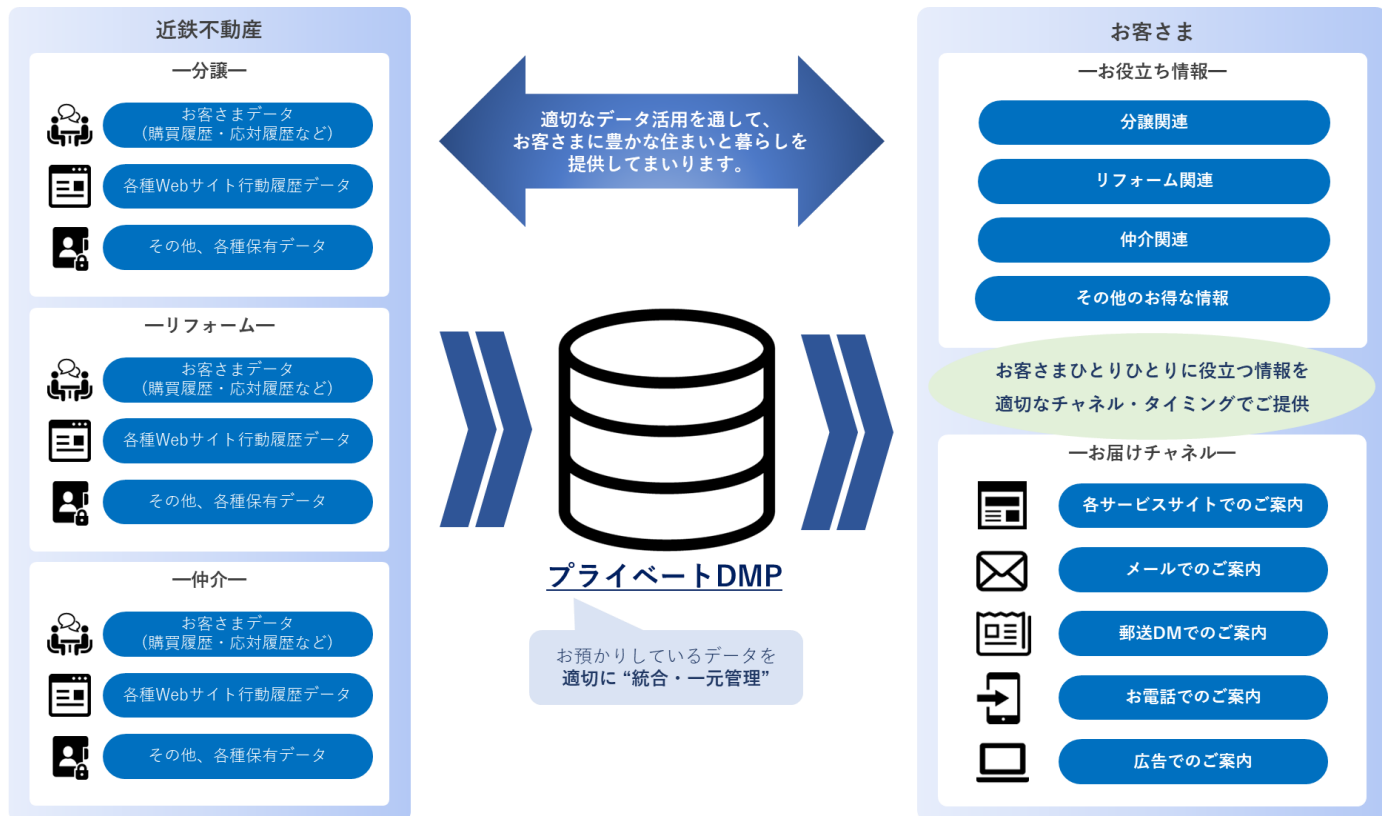 近鉄不動産
―分譲―
お客さまデータ
（購買履歴・応対履歴など）
各種Webサイト行動履歴データ
その他、各種保有データ
―リフォーム―
お客さまデータ
（購買履歴・応対履歴など）
各種Webサイト行動履歴データ
その他、各種保有データ
―仲介―
お客さまデータ
（購買履歴・応対履歴など）
各種Webサイト行動履歴データ
その他、各種保有データ
適切なデータ活用を通して、
お客さまに豊かな住まいと暮らしを
提供してまいります。
プライベートDMP
お預かりしているデータを
適切に “統合・一元管理”
お客さま
―お役立ち情報―
分譲関連
リフォーム関連
仲介関連
その他のお得な情報
お客さまひとりひとりに役立つ情報を
適切なチャネル・タイミングでご提供
―お届けチャネル―
各サービスサイトでのご案内
メールでのご案内
郵送DMでのご案内
お電話でのご案内
広告でのご案内